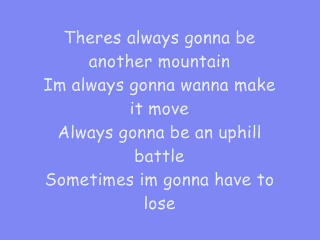 Theres always gonna be
another mountain
Im always gonna wanna make
it move
Always gonna be an uphill
battle
Sometimes im gonna have to
lose